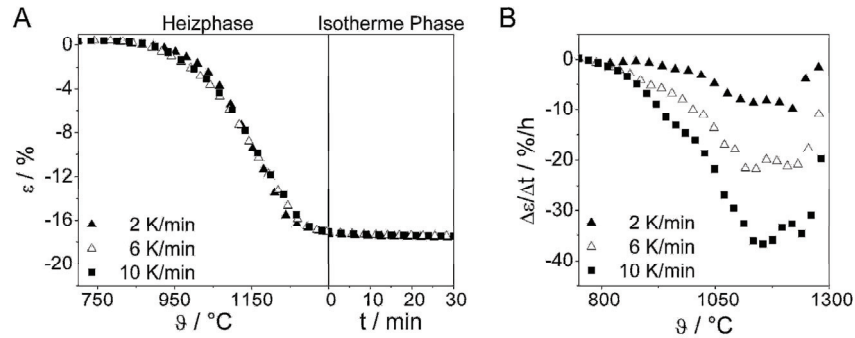 A
Heizphase
Isotherme Phase
0
-4
-8
-12
-16
-20
ε / %
2 K/min
6 K/min
10 K/min
750 950 1150 0 10 20 30
ϑ / °C
t / min
B
0
-10
-20
-30
-40
Δε/Δt / %/h
2 K/min
6 K/min
10 K/min
800 1050 1300
ϑ / °C